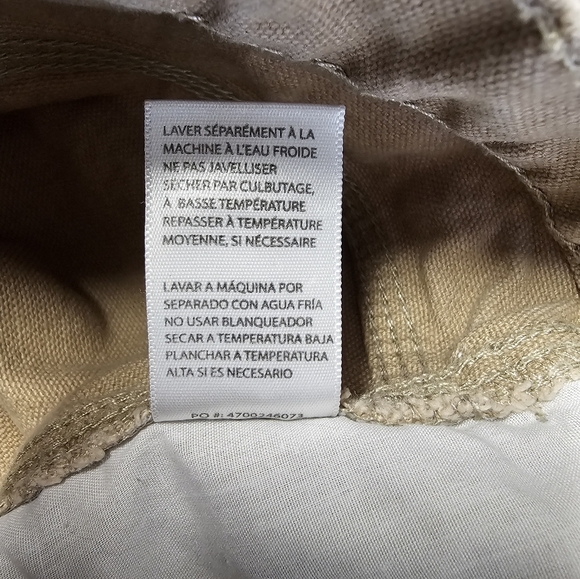 LAVER SÉPARÉMENT À LA
MACHINE À L'EAU FROIDE
NE PAS JAVELLISER
SÉCHER PAR CULBUTAGE,
À BASSE TEMPÉRATURE
REPASSER À TEMPÉRATURE
MOYENNE, SI NÉCESSAIRE
LAVAR A MÁQUINA POR
SEPARADO CON AGUA FRÍA
NO USAR BLANQUEADOR
SECAR A TEMPERATURA BAJA
PLANCHAR A TEMPERATURA
ALTA SI ES NECESARIO
PO #: 4700246073